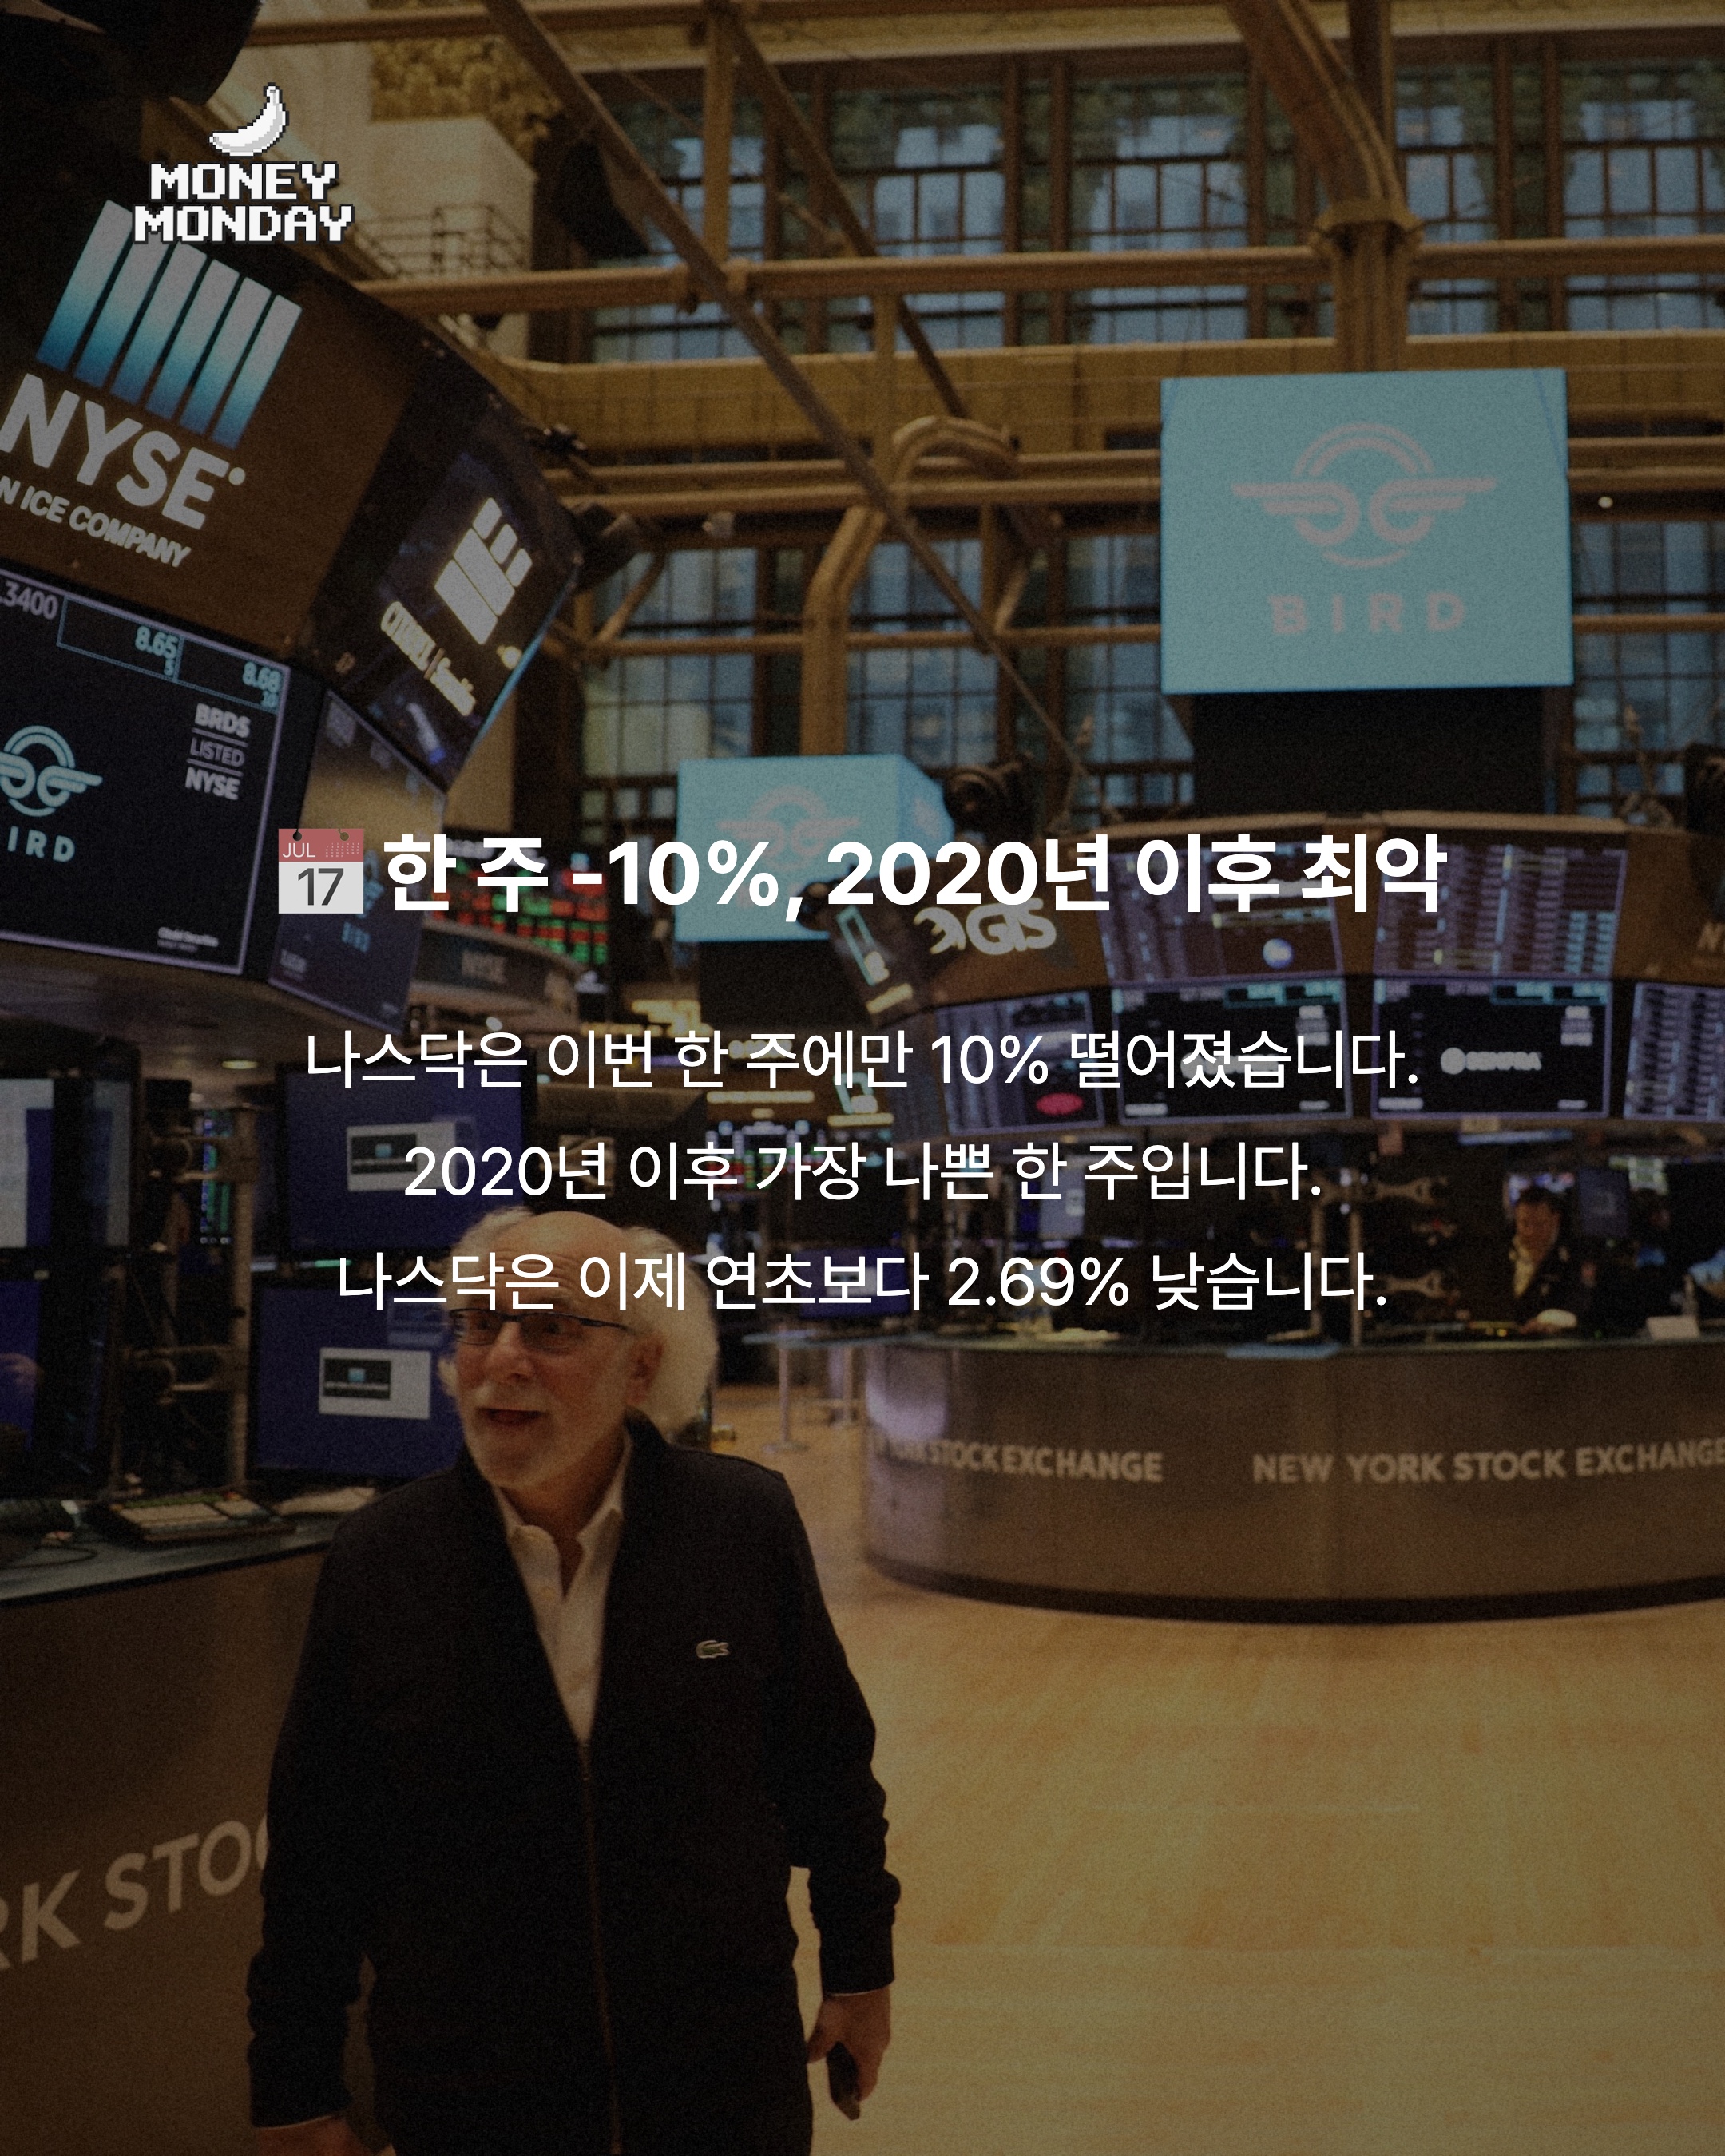 MONEY
MONDAY
NYSE
N ICE COMPANY
.3400
8.65
8.68
BRDS
LISTED
NYSE
IRD
BIRD
JUL
17 한 주 -10%, 2020년 이후 최악
GTS
나스닥은 이번 한 주에만 10% 떨어졌습니다.
2020년 이후 가장 나쁜 한 주입니다.
나스닥은 이제 연초보다 2.69% 낮습니다.
SEMPRA
STOCK EXCHANGE
NEW YORK STOCK EXCHANGE
RK STOC